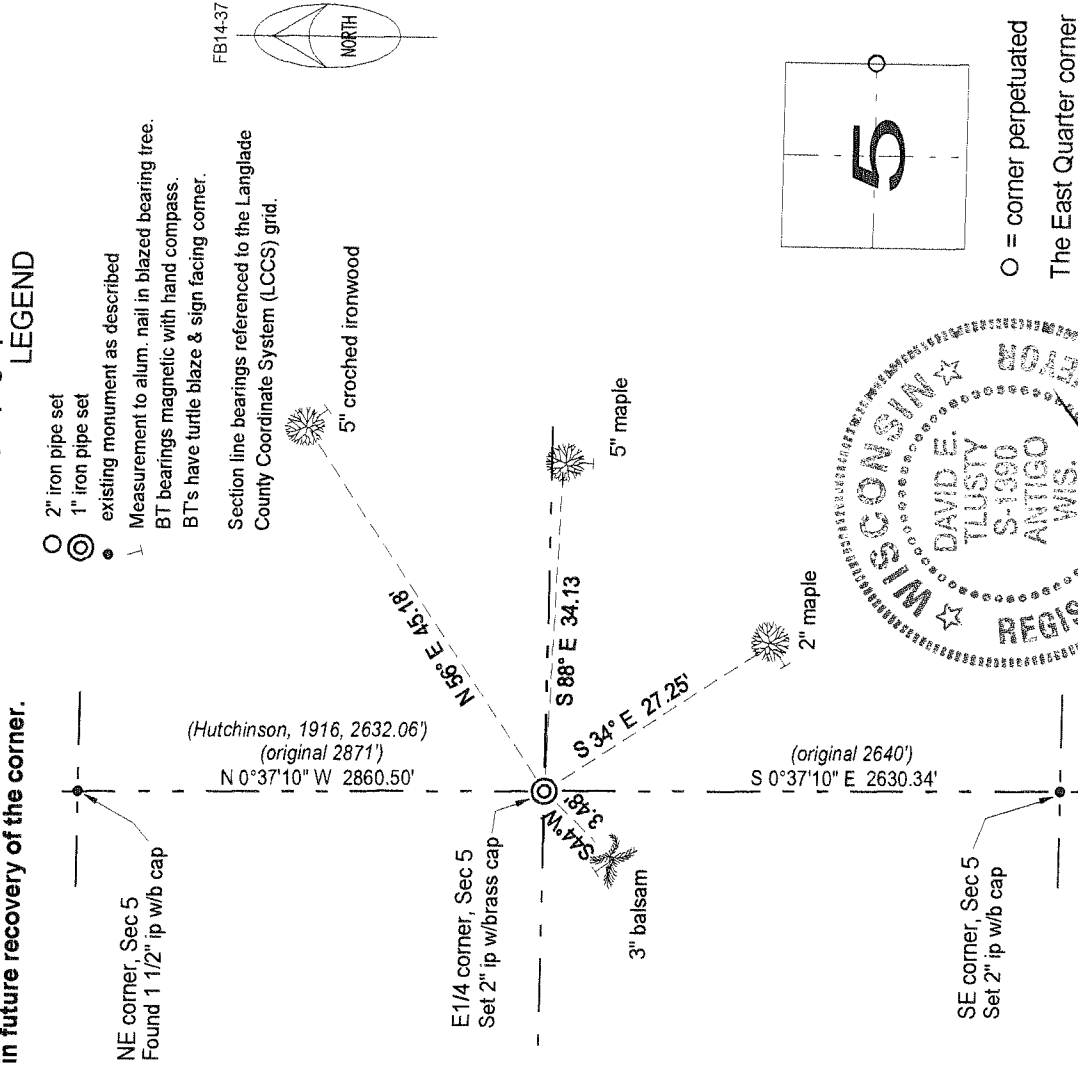 in future recovery of the corner.
LEGEND
2" iron pipe set
1" iron pipe set
existing monument as described
Measurement to alum. nail in blazed bearing tree.
BT bearings magnetic with hand compass.
BT's have turtle blaze & sign facing corner.
Section line bearings referenced to the Langlade
County Coordinate System (LCCS) grid.
FB14-37
NORTH
NE corner, Sec 5
Found 1 1/2" ip w/b cap
(Hutchinson, 1916, 2632.06')
(original 2871')
N 0°37'10" W 2860.50'
N 56° E 45.18'
5" croched ironwood
E1/4 corner, Sec 5
Set 2" ip w/brass cap
S 88° E 34.13
5" maple
S44°W
3.48'
3" balsam
S 34° E 27.25'
2" maple
(original 2640')
S 0°37'10" E 2630.34'
SE corner, Sec 5
Set 2" ip w/b cap
WISCONSIN
DAVID E.
TLUSTY
S-1390
ANTIGO
WIS.
5
O = corner perpetuated
The East Quarter corner